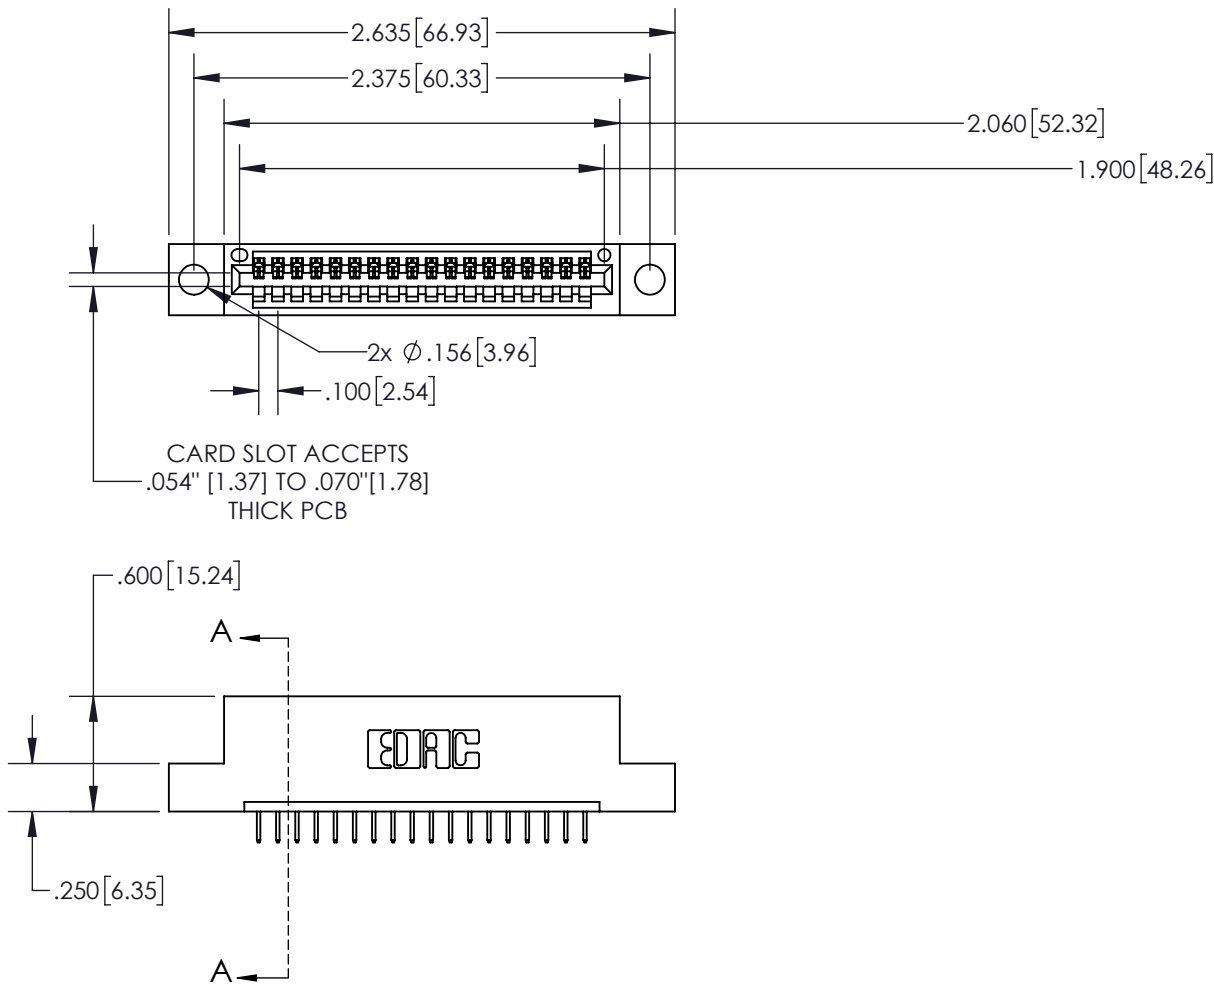 2.635[66.93]
2.375[60.33]
2.060[52.32]
1.900[48.26]
2x Ø.156[3.96]
.100[2.54]
CARD SLOT ACCEPTS
.054" [1.37] TO .070"[1.78]
THICK PCB
.600[15.24]
A
EDAC
.250[6.35]
A